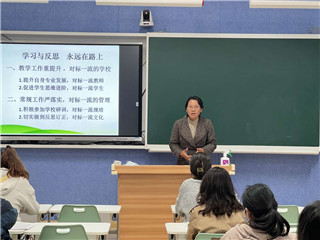 学习与反思 永远在路上
一、教学工作重提升，对标一流的学校
1.提升自身专业发展，对标一流教师
2.促进学生思维进阶，对标一流学生
二、常规工作严落实，对标一流的管理
1.积极参加学校研训，对标一流规培
2.切实做到反思订正，对标一流文化